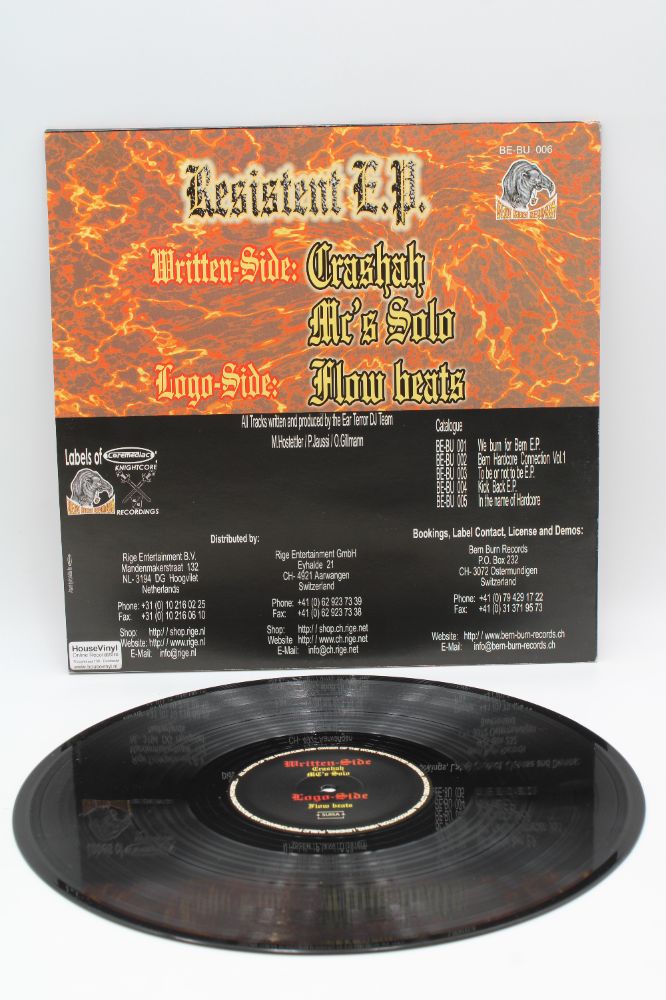 BE-BU 006
Resistent E.P.
Written-Side: Crashah
Mc's Solo
Logo-Side: Flow beats
All Tracks written and produced by the Ear Terror DJ Team
M.Hostettler / P.Jaussi / O.Gillmann
Catalogue
BE-BU 001 We burn for Bern E.P.
BE-BU 002 Bern Hardcore Connection Vol.1
BE-BU 003 To be or not to be E.P.
BE-BU 004 Kick Back E.P.
BE-BU 005 In the name of Hardcore
Labels of Coremediac
KNIGHTCORE
RECORDINGS
Distributed by:
Rige Entertainment B.V.
Mandenmakerstraat 132
NL- 3194 DG Hoogvliet
Netherlands
Phone: +31 (0) 10 216 02 25
Fax: +31 (0) 10 216 06 10
Shop: http:// shop.rige.nl
Website: http:// www.rige.nl
E-Mail: info@rige.nl
Rige Entertainment GmbH
Eyhalde 21
CH- 4921 Aarwangen
Switzerland
Phone: +41 (0) 62 923 73 39
Fax: +41 (0) 62 923 73 38
Shop: http:// shop.ch.rige.net
Website: http:// www.ch.rige.net
E-Mail: info@ch.rige.net
Bookings, Label Contact, License and Demos:
Bern Burn Records
P.O. Box 232
CH- 3072 Ostermundigen
Switzerland
Phone: +41 (0) 79 429 17 22
Fax: +41 (0) 31 371 95 73
Website: http:// www.bern-burn-records.ch
E-Mail: info@bern-burn-records.ch
HouseVinyl
www.housevinyl.nl
Written-Side
Crashah
MC's Solo
Logo-Side
Flow beats
SUISA